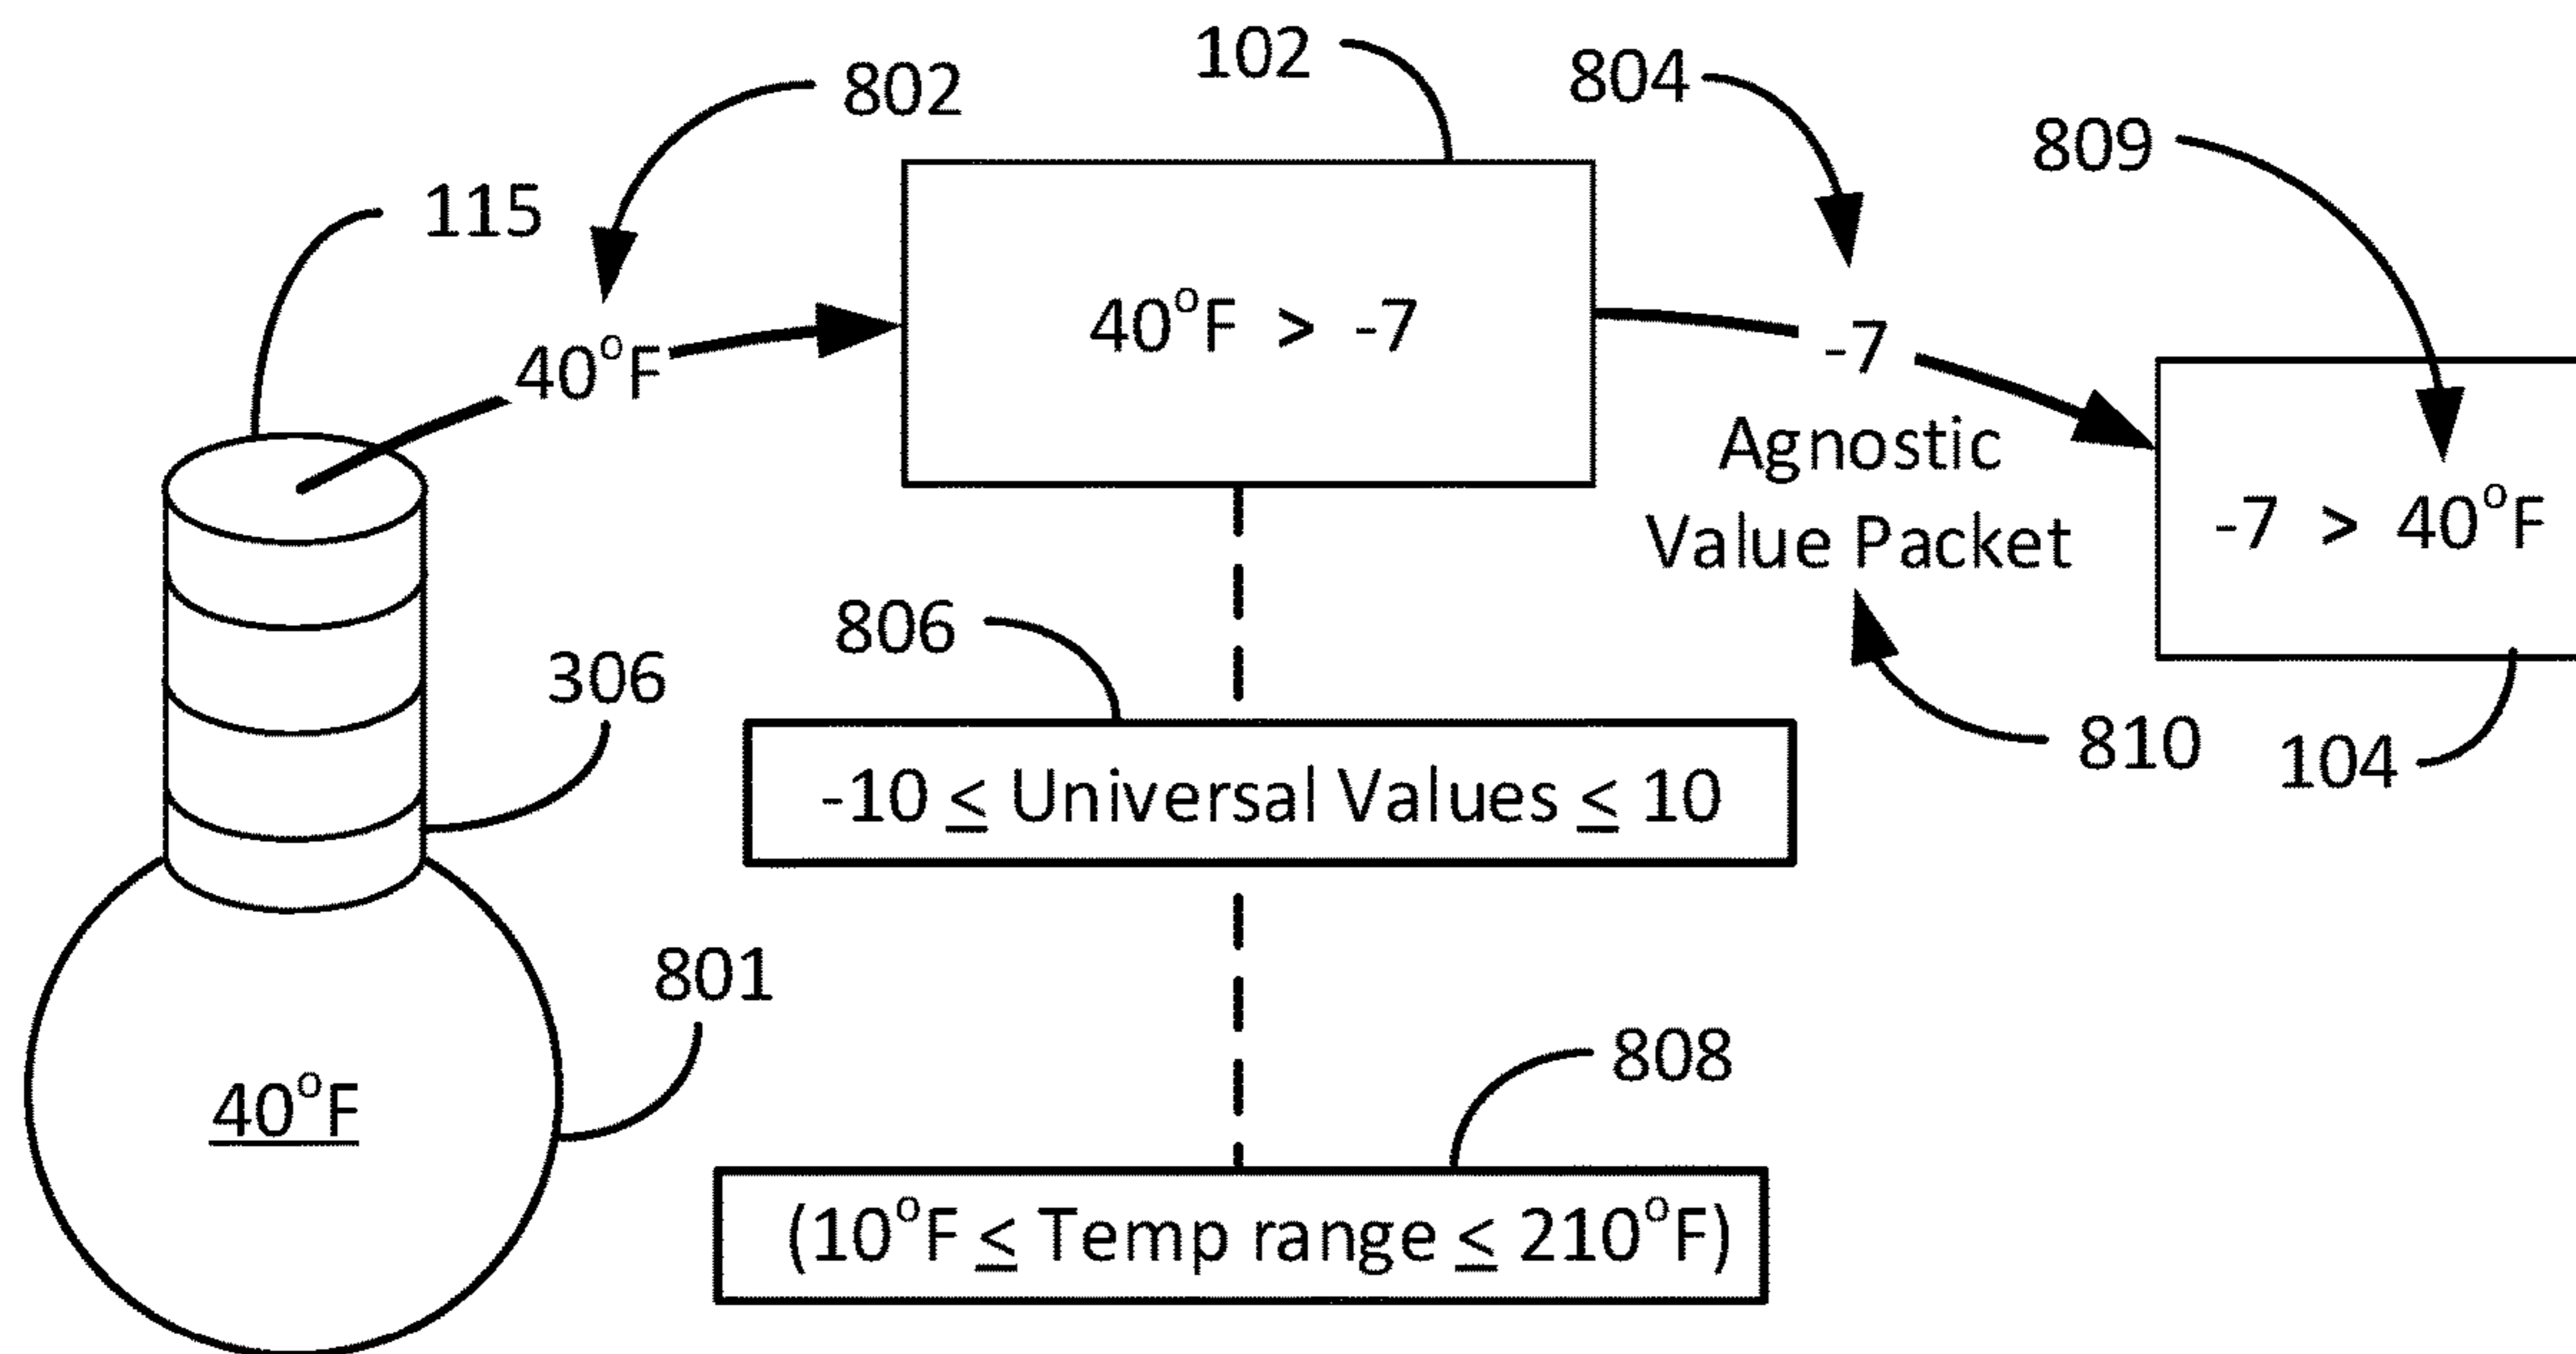 102
804
802
809
115
40°F > -7
40°F
-7
Agnostic
Value Packet
-7 > 40°F
806
306
810
104
-10 ≤ Universal Values ≤ 10
801
808
40°F
(10°F ≤ Temp range ≤ 210°F)